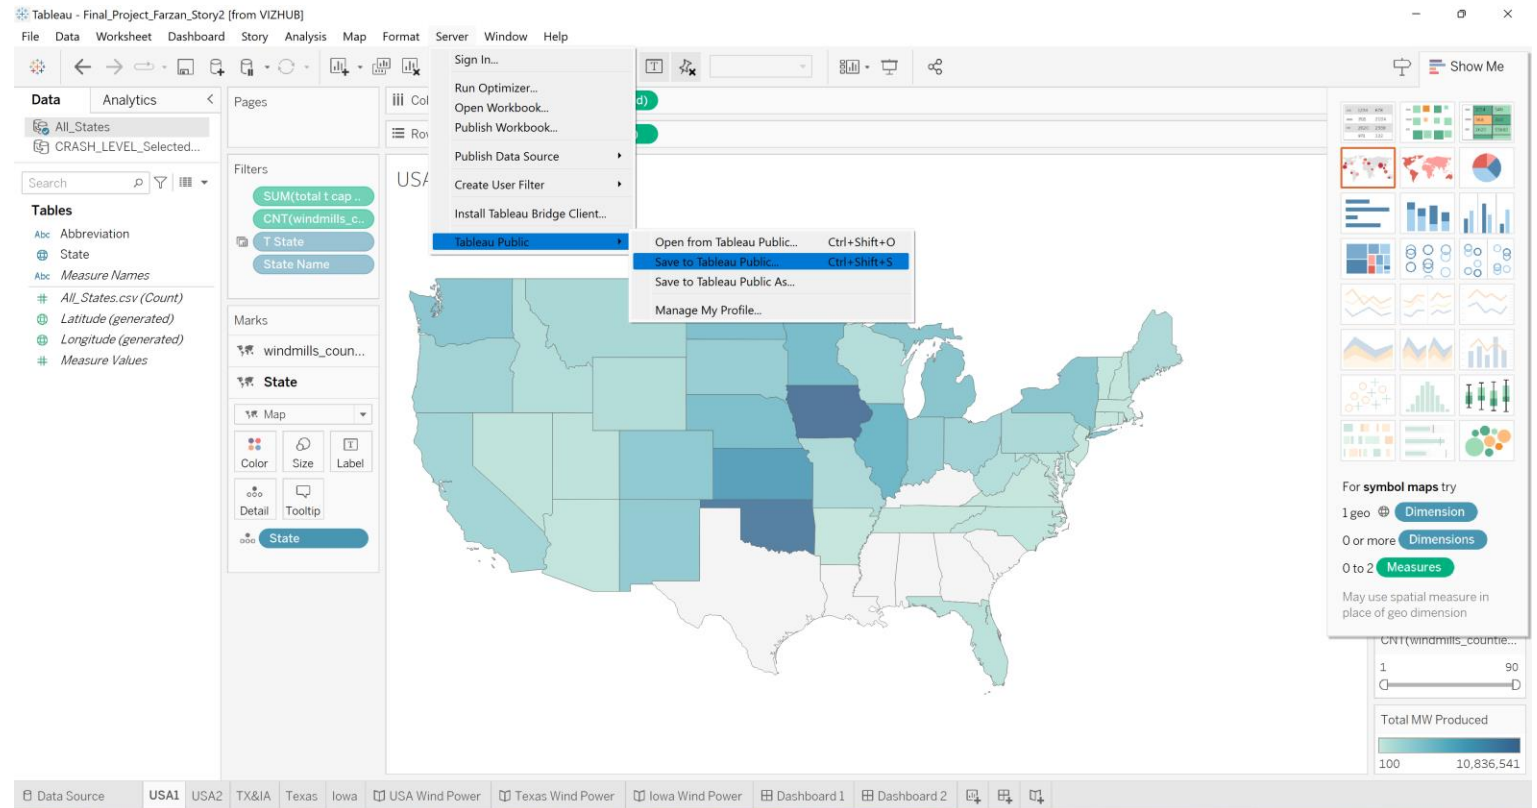 Tableau - Final_Project_Farzan_Story2 [from VIZHUB]
File Data Worksheet Dashboard Story Analysis Map Format Server Window Help
Show Me
Data Analytics
All_States
CRASH_LEVEL_Selected...
Search
Tables
Abc Abbreviation
State
Abc Measure Names
# All_States.csv (Count)
Latitude (generated)
Longitude (generated)
# Measure Values
Pages
Filters
SUM(total t cap ..
CNT(windmills_c..
T State
State Name
Marks
windmills_coun...
State
Map
Color Size Label
Detail Tooltip
State
iii Col
d)
Row
USA
Sign In...
Run Optimizer...
Open Workbook...
Publish Workbook...
Publish Data Source
Create User Filter
Install Tableau Bridge Client...
Tableau Public
Open from Tableau Public... Ctrl+Shift+O
Save to Tableau Public... Ctrl+Shift+S
Save to Tableau Public As...
Manage My Profile...
For symbol maps try
1 geo Dimension
0 or more Dimensions
0 to 2 Measures
May use spatial measure in
place of geo dimension
CNT(windmills_countie...
1 90
Total MW Produced
100 10,836,541
Data Source USA1 USA2 TX&IA Texas Iowa USA Wind Power Texas Wind Power Iowa Wind Power Dashboard 1 Dashboard 2